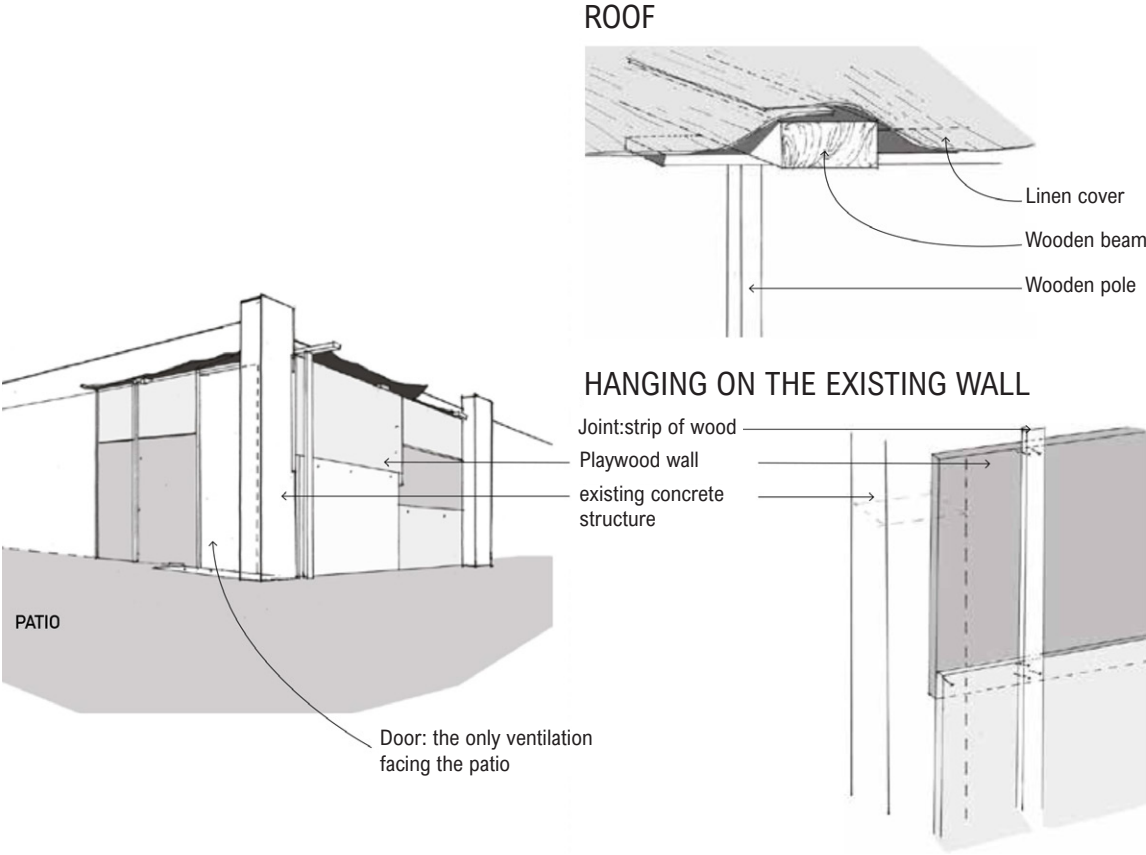 ROOF
Linen cover
Wooden beam
Wooden pole
HANGING ON THE EXISTING WALL
Joint:strip of wood
Playwood wall
existing concrete
structure
PATIO
Door: the only ventilation
facing the patio